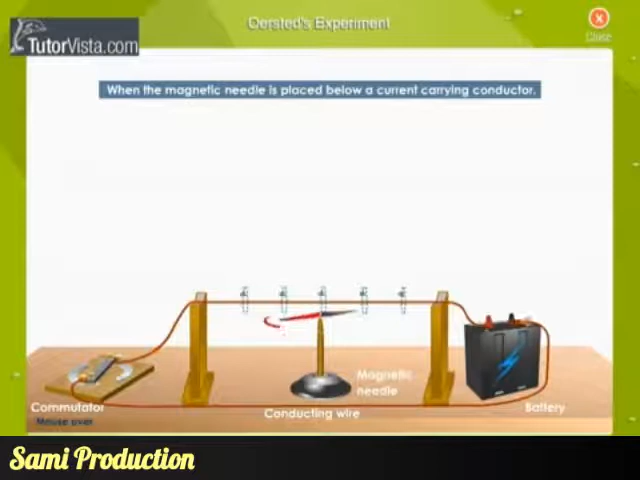 Oersted's Experiment
TutorVista.com
Close
When the magnetic needle is placed below a current carrying conductor.
Magnetic
needle
Commutator
Mouse over
Conducting wire
Battery
Sami Production